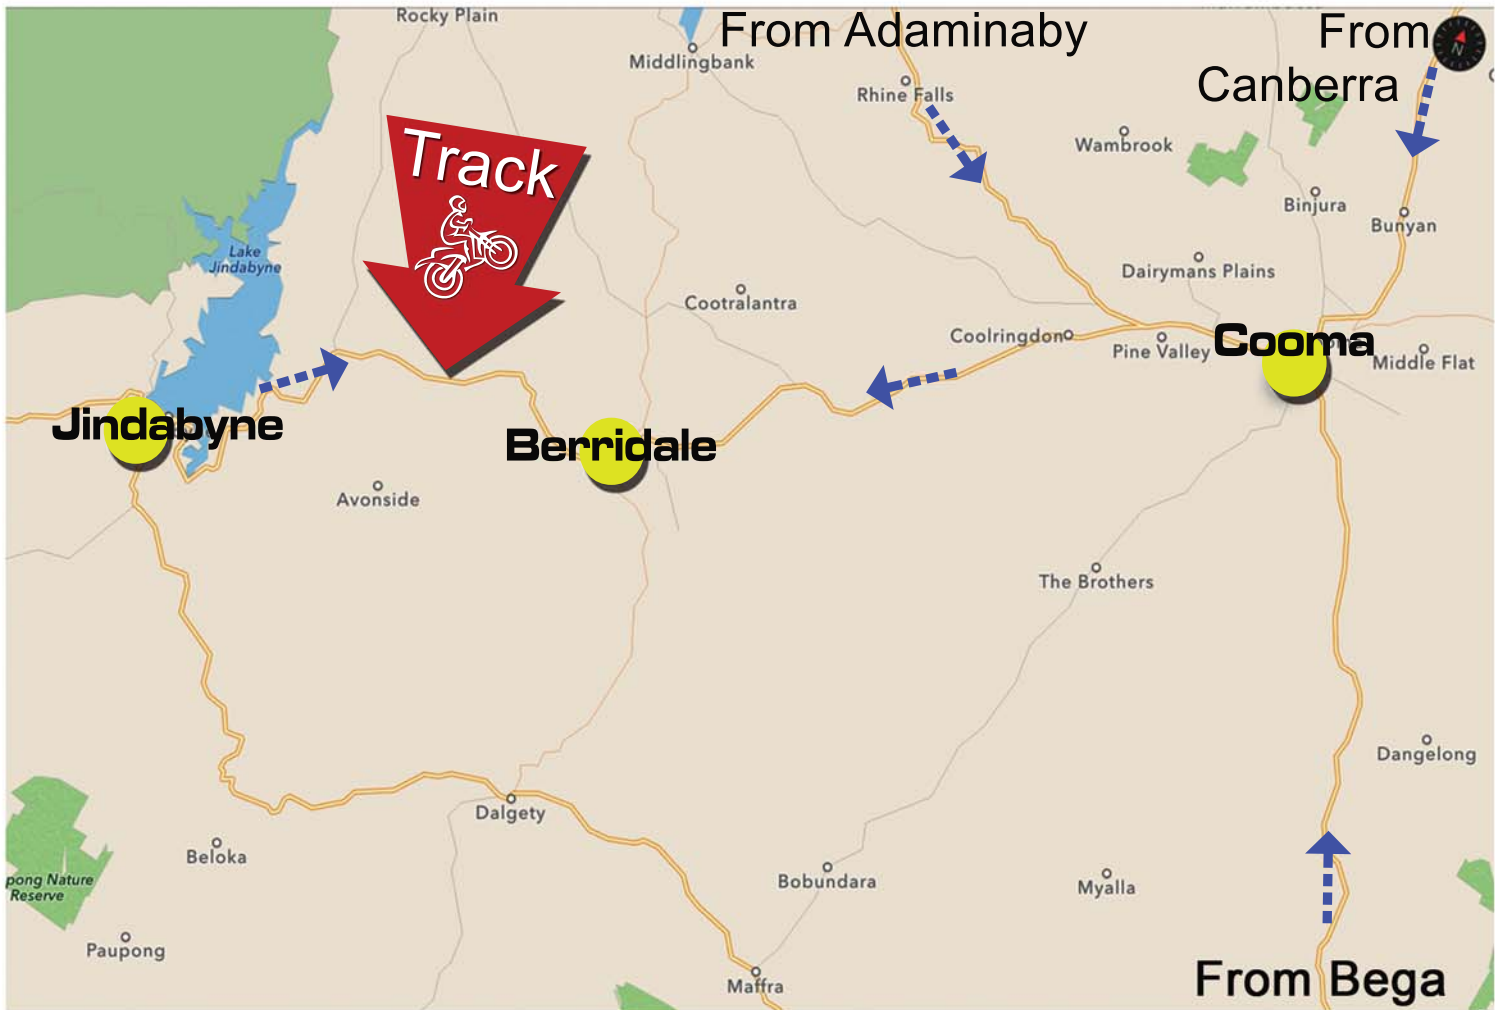 Rocky Plain
From Adaminaby
From
N
Middlingbank
Canberra
Rhine Falls
Wambrook
Track
Binjura
Bunyan
Lake
Jindabyne
Dairymans Plains
Cootralantra
Coolringdon
Pine Valley
Cooma
Middle Flat
Jindabyne
Berridale
Avonside
The Brothers
Dangelong
Dalgety
Beloka
Bobundara
Myalla
pong Nature
Reserve
Paupong
Maffra
From Bega